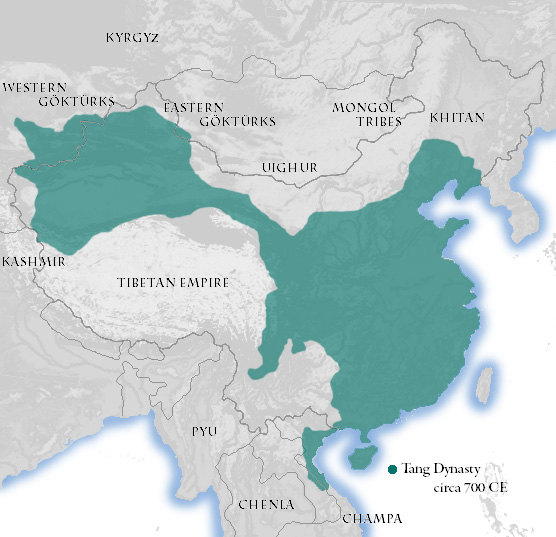 KYRGYZ
WESTERN
GÖKTÜRKS
EASTERN
GÖKTÜRKS
MONGOL
TRIBES
KHITAN
UIGHUR
KASHMIR
TIBETAN EMPIRE
PYU
CHENLA
CHAMPA
Tang Dynasty
circa 700 CE